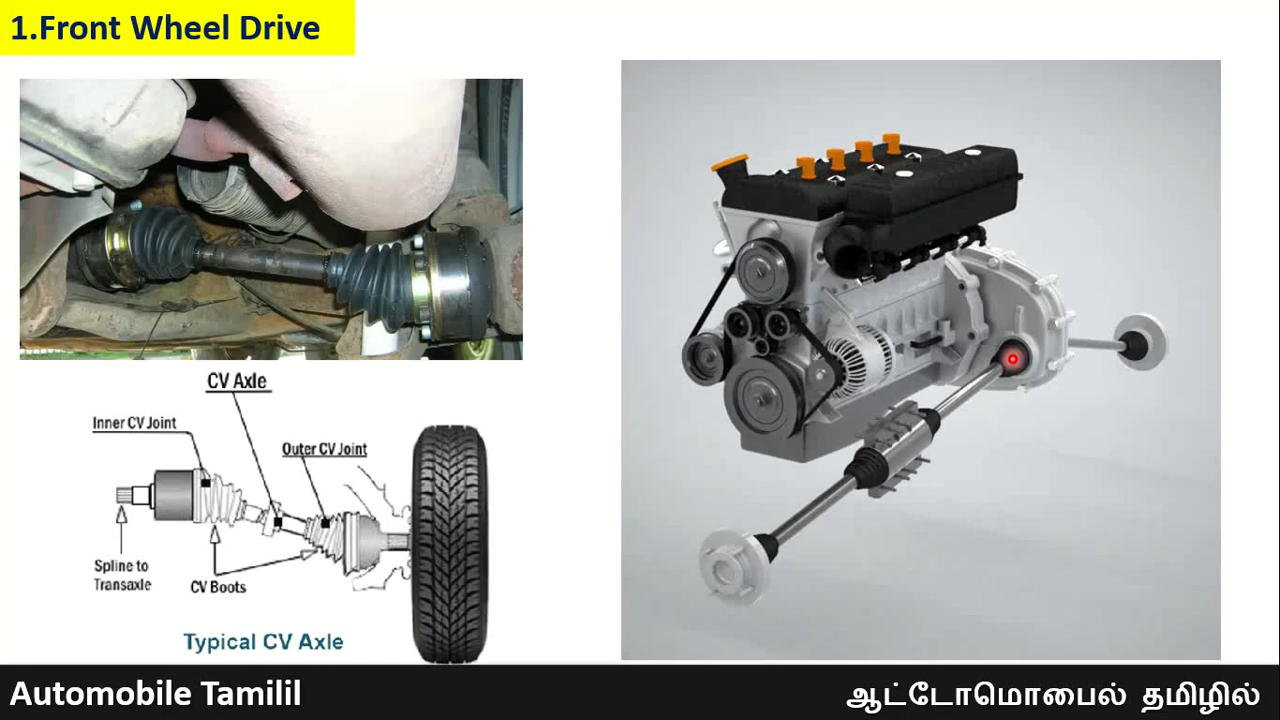 1.Front Wheel Drive
CV Axle
Inner CV Joint
Outer CV Joint
Spline to
Transaxle
CV Boots
Typical CV Axle
Automobile Tamilil
ஆட்டோமொபைல் தமிழில்